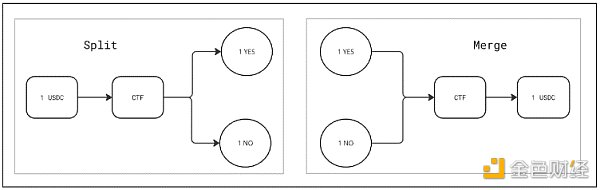 Split
1 USDC
CTF
1 YES
1 NO
Merge
1 YES
1 NO
CTF
1 USDC
金色财经